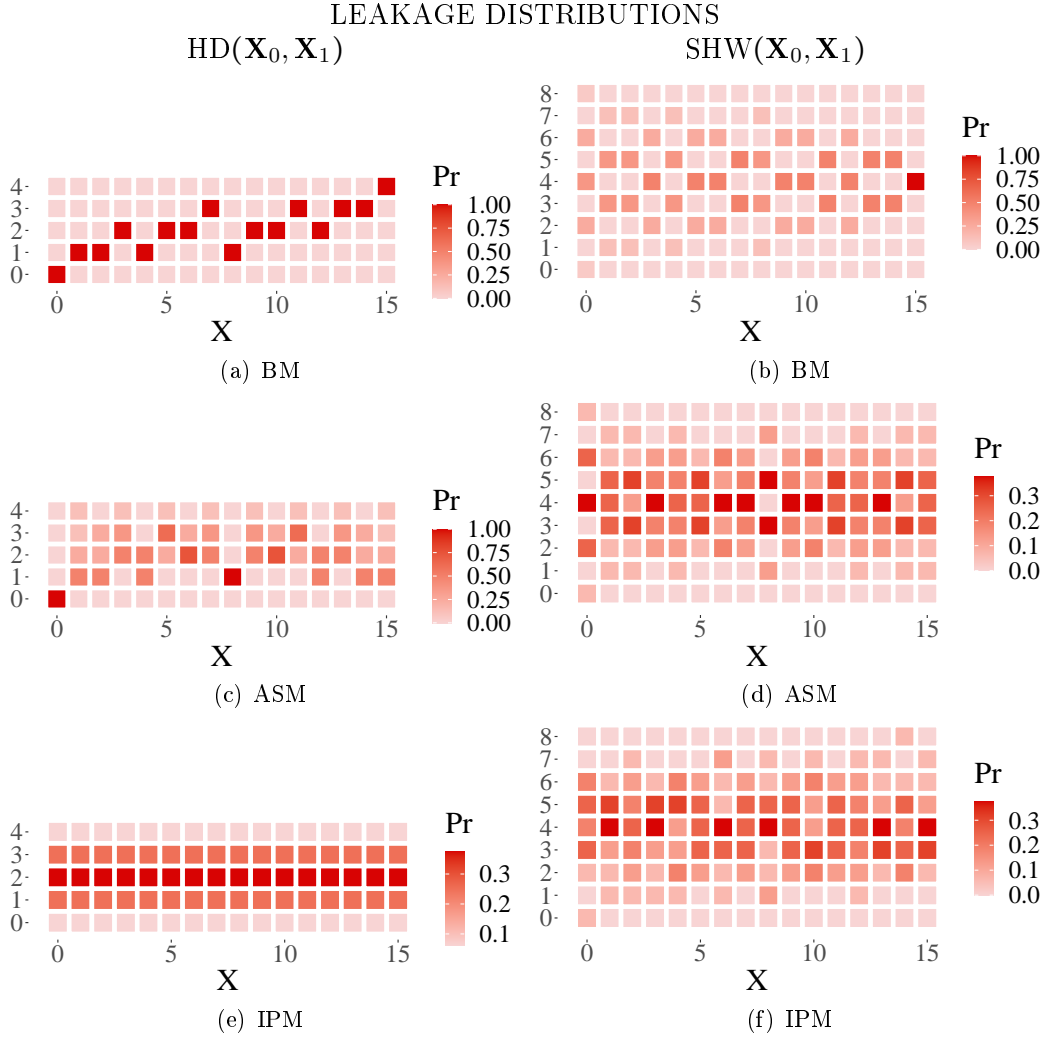 LEAKAGE DISTRIBUTIONS
HD(X₀, X₁)
SHW(X₀, X₁)
4
3
2
1
0
0 5 10 15
X
Pr
1.00
0.75
0.50
0.25
0.00
(a) BM
8
7
6
5
4
3
2
1
0
0 5 10 15
X
Pr
1.00
0.75
0.50
0.25
0.00
(b) BM
4
3
2
1
0
0 5 10 15
X
Pr
1.00
0.75
0.50
0.25
0.00
(c) ASM
8
7
6
5
4
3
2
1
0
0 5 10 15
X
Pr
0.3
0.2
0.1
0.0
(d) ASM
4
3
2
1
0
0 5 10 15
X
Pr
0.3
0.2
0.1
(e) IPM
8
7
6
5
4
3
2
1
0
0 5 10 15
X
Pr
0.3
0.2
0.1
0.0
(f) IPM